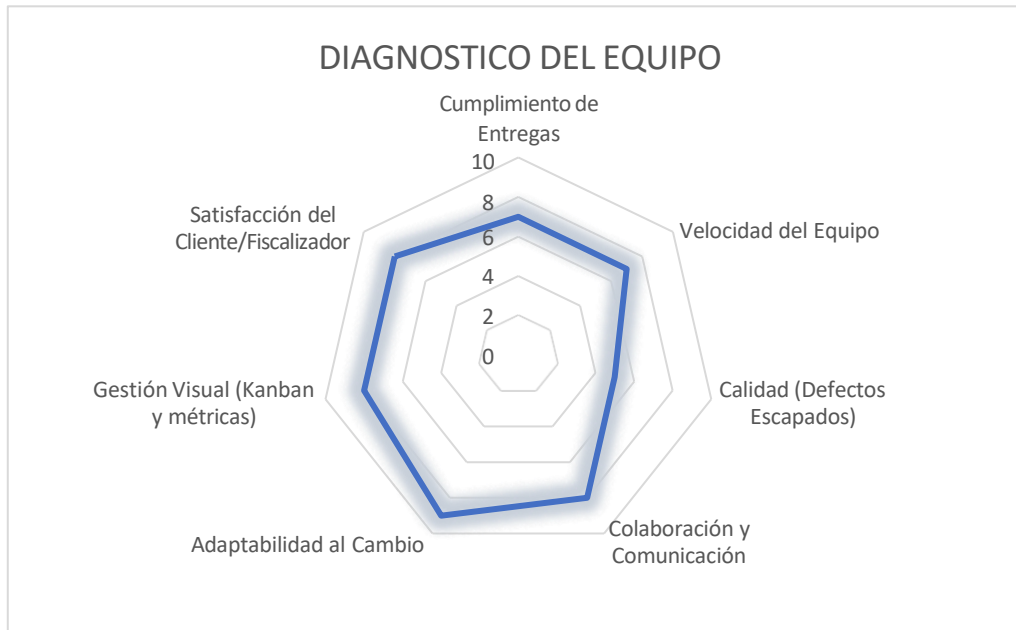 DIAGNOSTICO DEL EQUIPO
Cumplimiento de
Entregas
10
8
6
4
2
0
Velocidad del Equipo
Calidad (Defectos
Escapados)
Colaboración y
Comunicación
Adaptabilidad al Cambio
Gestión Visual (Kanban
y métricas)
Satisfacción del
Cliente/Fiscalizador